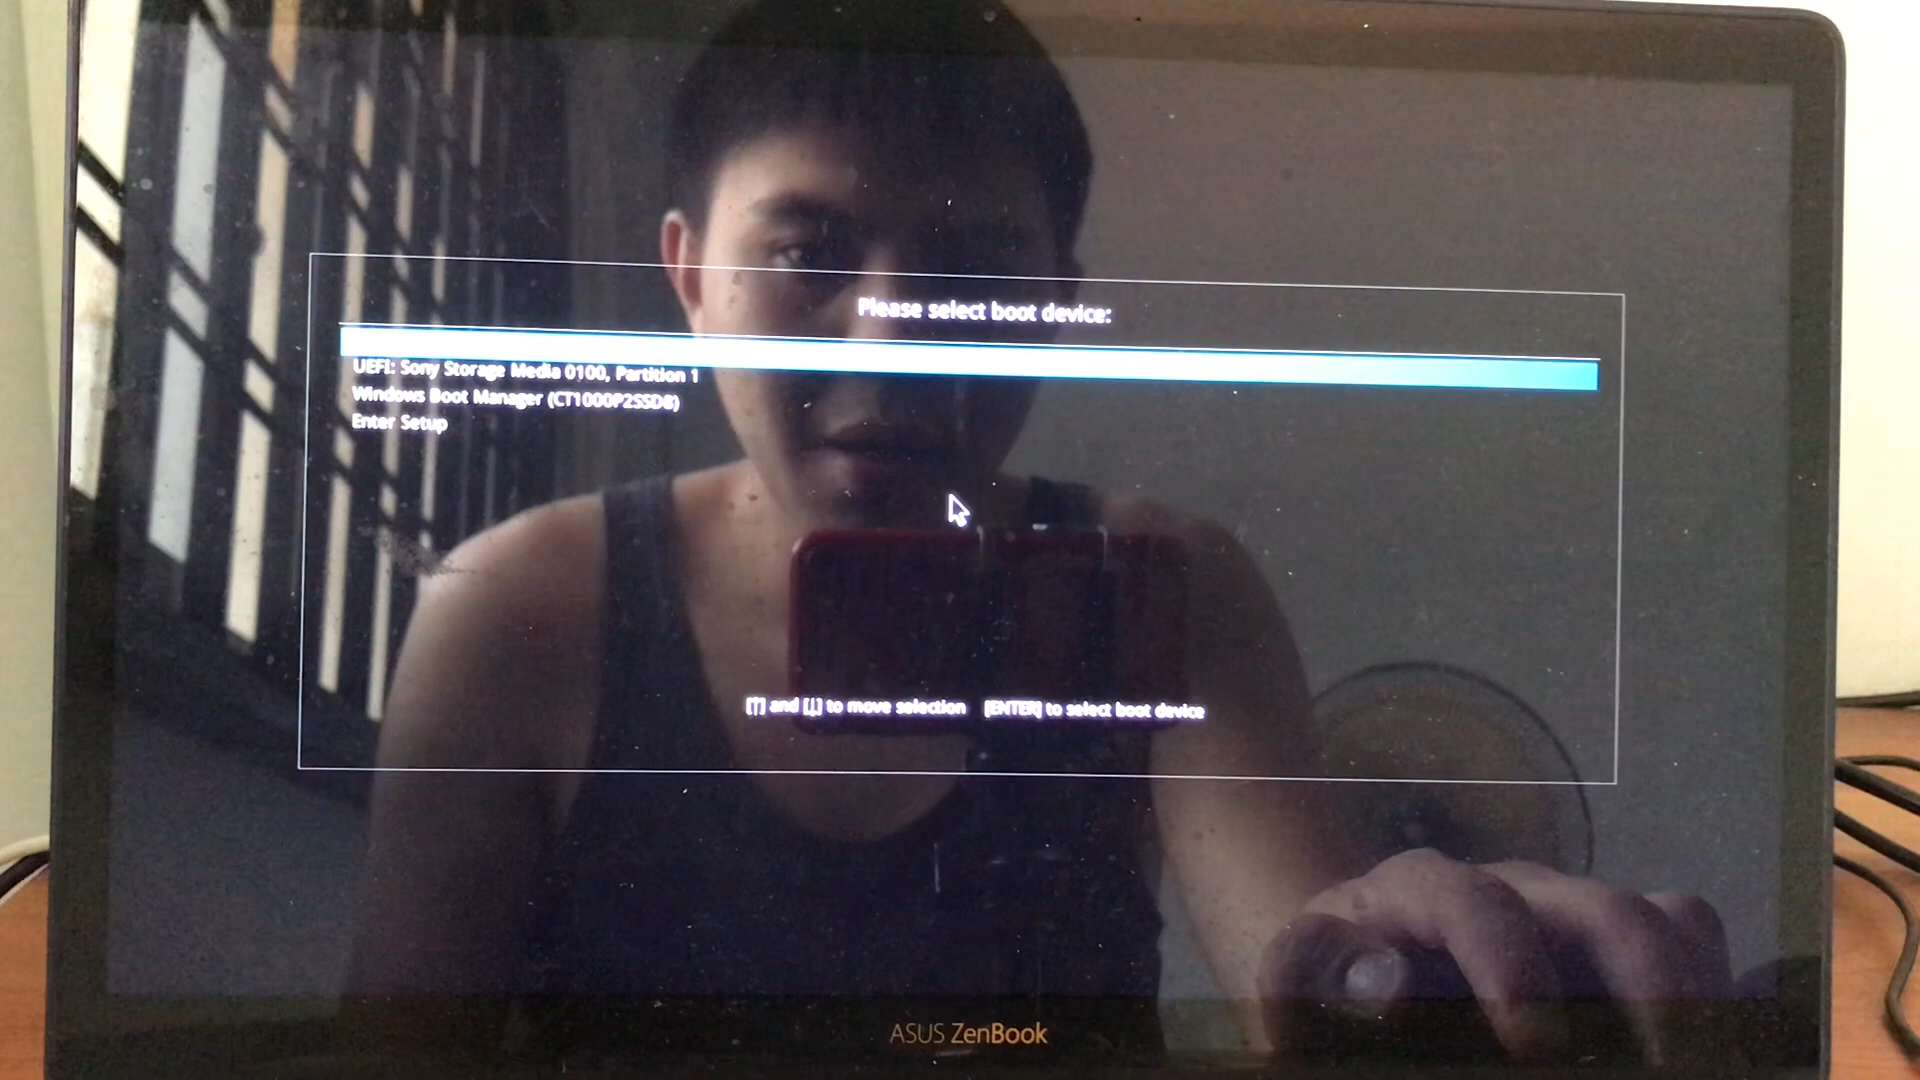 Please select boot device:
UEFI: Sony Storage Media 0100, Partition 1
Windows Boot Manager (CT1000P2SSD8)
Enter Setup
[↑] and [↓] to move selection [ENTER] to select boot device
ASUS ZenBook